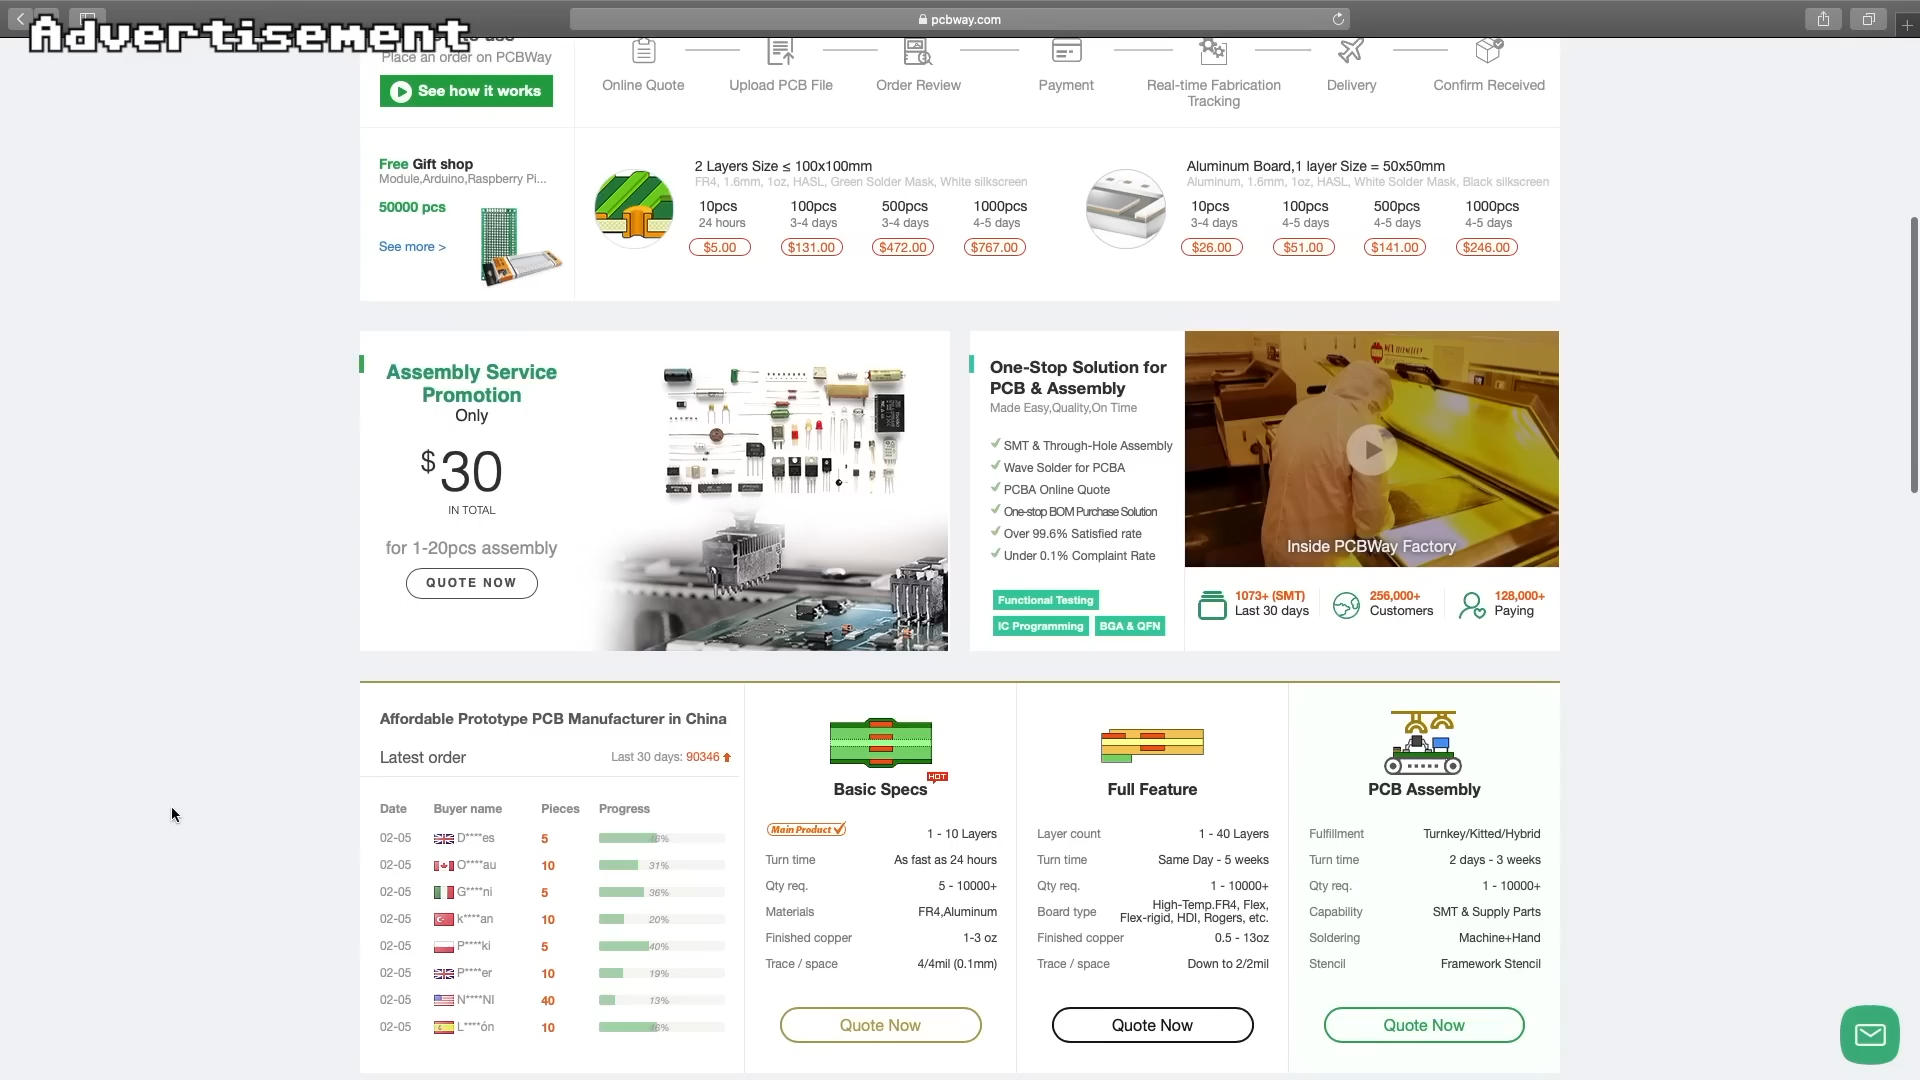 pcbway.com
Advertisement
Place an order on PCBWay
See how it works
Online Quote
Upload PCB File
Order Review
Payment
Real-time Fabrication
Tracking
Delivery
Confirm Received
Free Gift shop
Module,Arduino,Raspberry Pi...
50000 pcs
See more >
2 Layers Size ≤ 100x100mm
FR4, 1.6mm, 1oz, HASL, Green Solder Mask, White silkscreen
10pcs 100pcs 500pcs 1000pcs
24 hours 3-4 days 3-4 days 4-5 days
$5.00 $131.00 $472.00 $767.00
Aluminum Board,1 layer Size = 50x50mm
Aluminum, 1.6mm, 1oz, HASL, White Solder Mask, Black silkscreen
10pcs 100pcs 500pcs 1000pcs
3-4 days 4-5 days 4-5 days 4-5 days
$26.00 $51.00 $141.00 $246.00
Assembly Service
Promotion
Only
$30
IN TOTAL
for 1-20pcs assembly
QUOTE NOW
One-Stop Solution for
PCB & Assembly
Made Easy,Quality,On Time
SMT & Through-Hole Assembly
Wave Solder for PCBA
PCBA Online Quote
One-stop BOM Purchase Solution
Over 99.6% Satisfied rate
Under 0.1% Complaint Rate
Functional Testing
IC Programming BGA & QFN
Inside PCBWay Factory
1073+ (SMT)
Last 30 days
256,000+
Customers
128,000+
Paying
Affordable Prototype PCB Manufacturer in China
Latest order Last 30 days: 90346
Date Buyer name Pieces Progress
02-05 D****es 5
02-05 O****au 10 31%
02-05 G****ni 5 36%
02-05 k****an 10 20%
02-05 P****ki 5 40%
02-05 P****er 10 19%
02-05 N****NI 40 13%
02-05 L****ón 10
HOT
Basic Specs
Main Product 1 - 10 Layers
Turn time As fast as 24 hours
Qty req. 5 - 10000+
Materials FR4,Aluminum
Finished copper 1-3 oz
Trace / space 4/4mil (0.1mm)
Quote Now
Full Feature
Layer count 1 - 40 Layers
Turn time Same Day - 5 weeks
Qty req. 1 - 10000+
Board type High-Temp.FR4, Flex,
Flex-rigid, HDI, Rogers, etc.
Finished copper 0.5 - 13oz
Trace / space Down to 2/2mil
Quote Now
PCB Assembly
Fulfillment Turnkey/Kitted/Hybrid
Turn time 2 days - 3 weeks
Qty req. 1 - 10000+
Capability SMT & Supply Parts
Soldering Machine+Hand
Stencil Framework Stencil
Quote Now